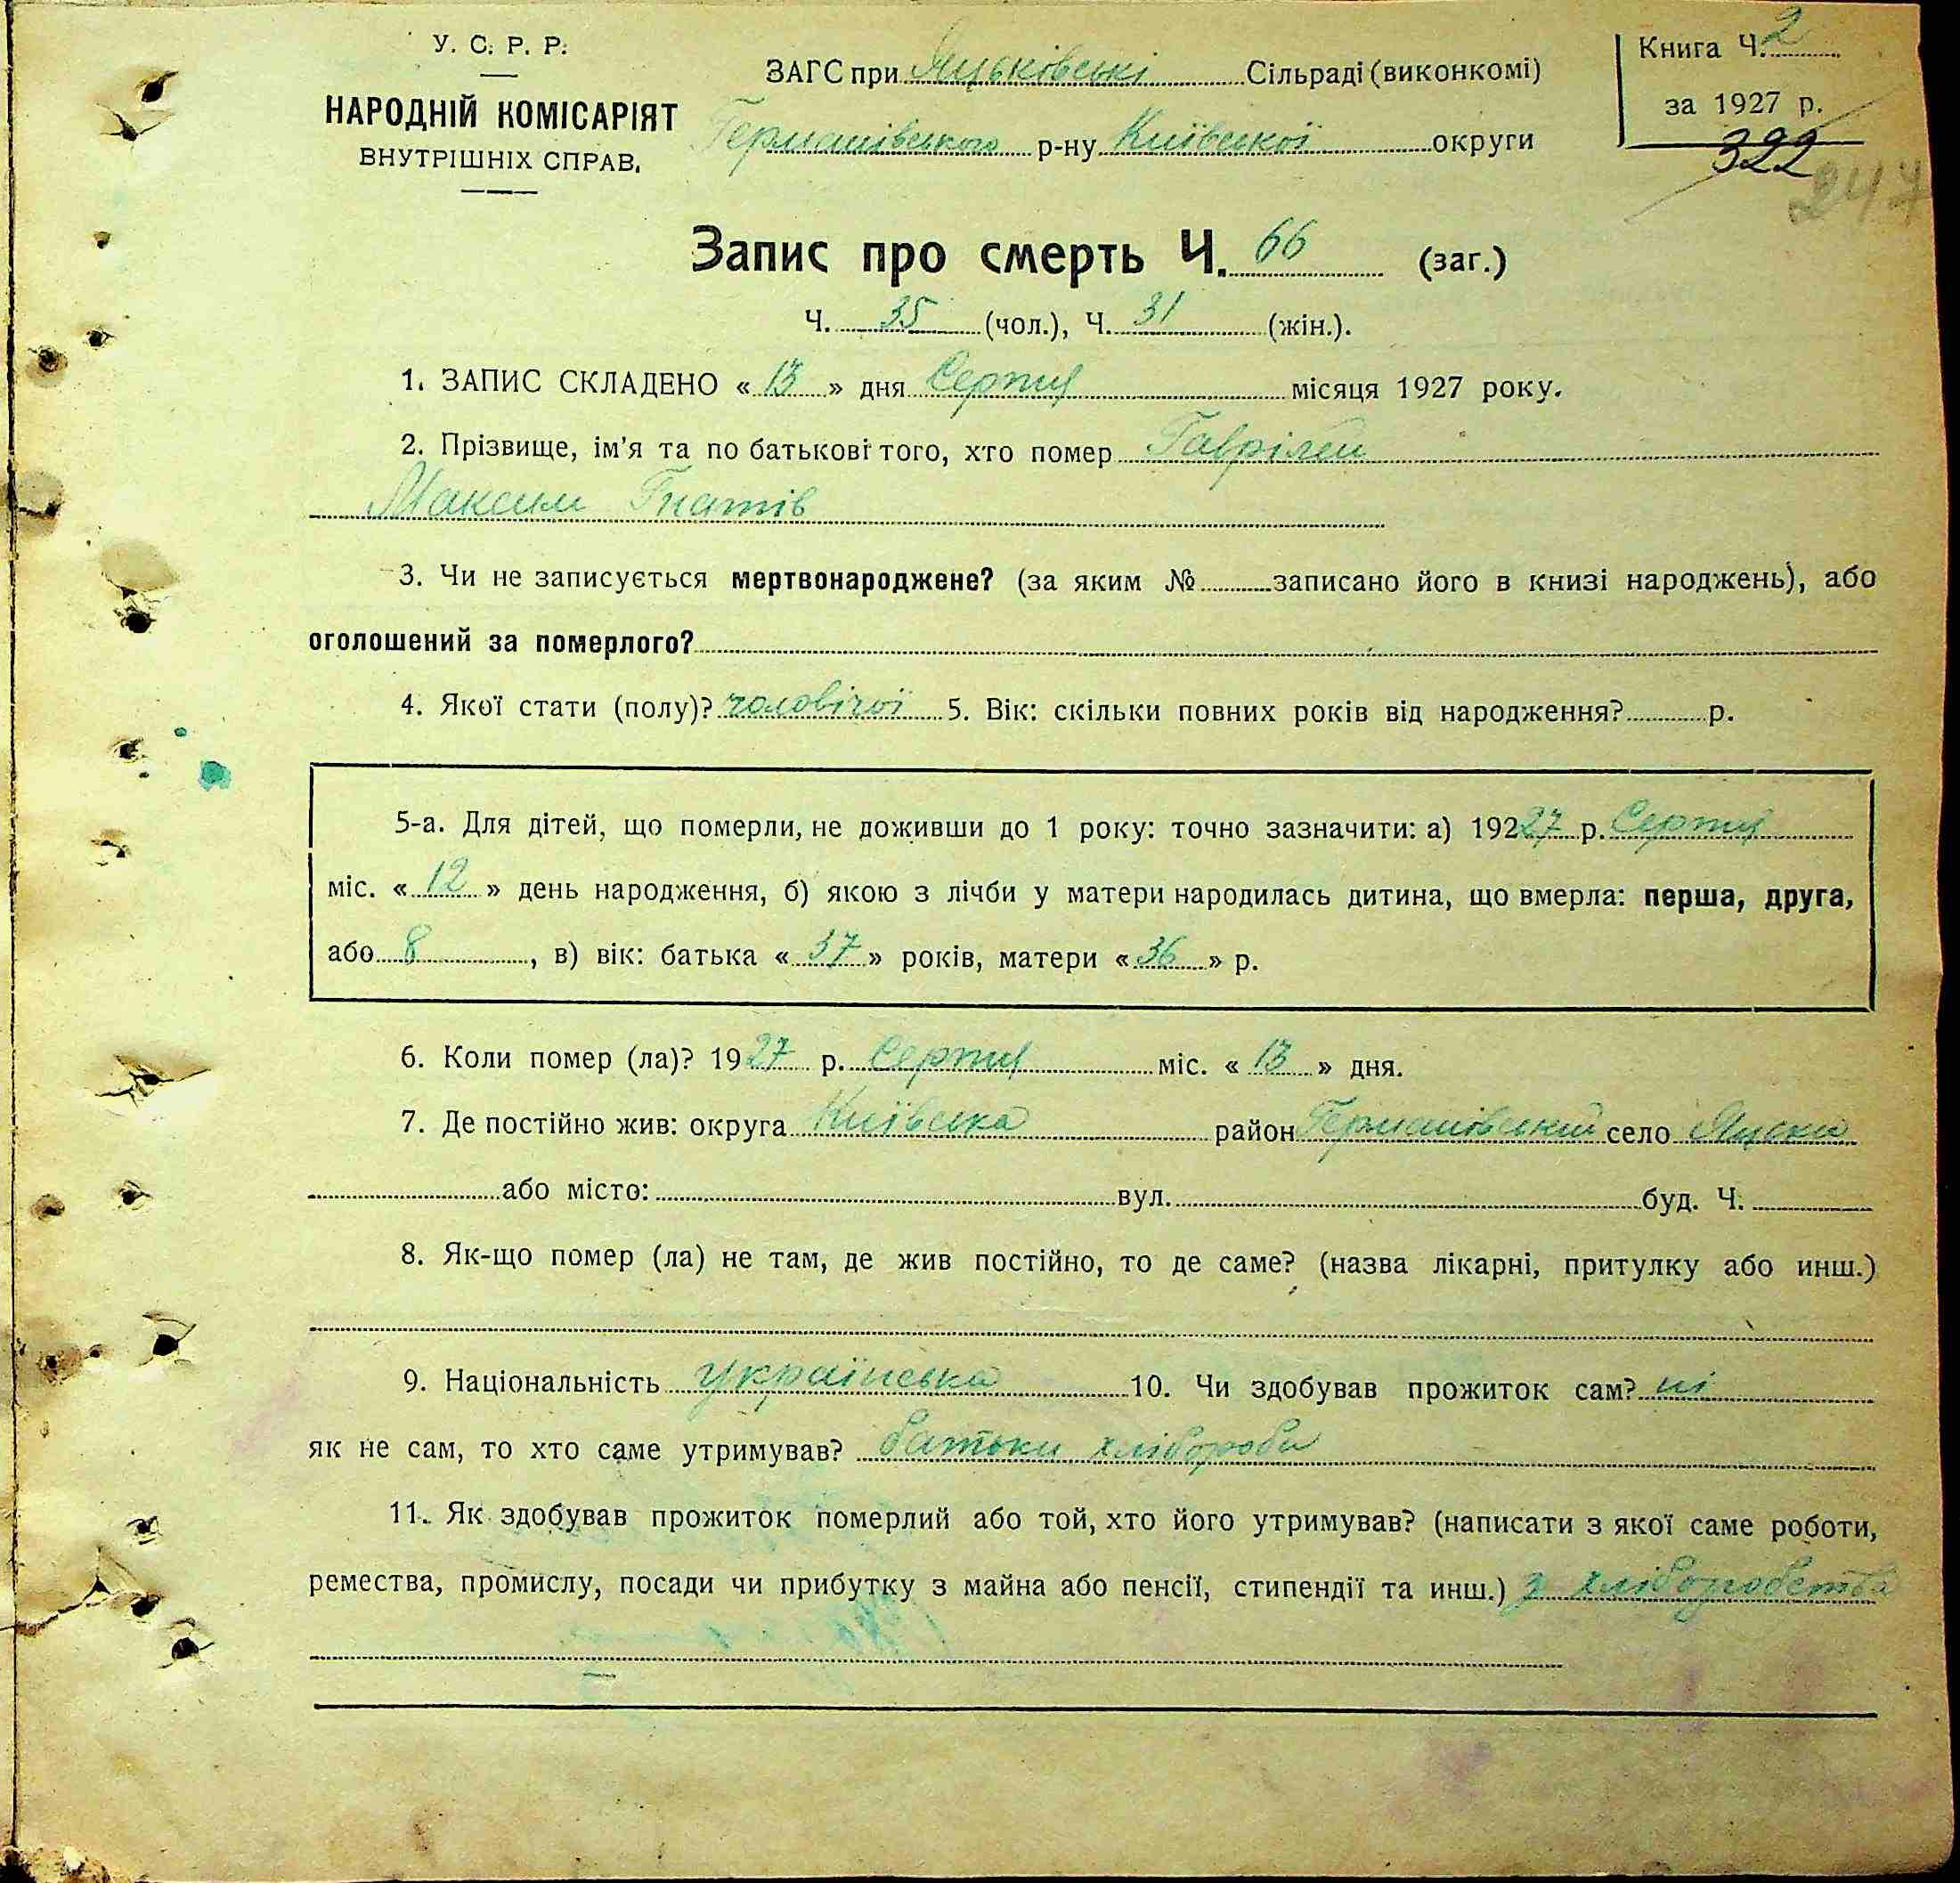 У. С. Р. Р.
НАРОДНІЙ КОМІСАРІЯТ
ВНУТРІШНІХ СПРАВ.
ЗАГС при Яцьківські Сільраді (виконкомі)
Германівського р-ну Київської округи
Книга Ч. 2
за 1927 р.
322
247
Запис про смерть Ч. 66 (заг.)
Ч. 35 (чол.), Ч. 31 (жін.).
1. ЗАПИС СКЛАДЕНО « 13 » дня Серпня місяця 1927 року.
2. Прізвище, ім'я та по батькові того, хто помер Гаврілей
Максим Гнатів
3. Чи не записується мертвонароджене? (за яким № записано його в книзі народжень), або
оголошений за померлого?
4. Якої стати (полу)? чоловічої 5. Вік: скільки повних років від народження? р.
5-а. Для дітей, що померли, не доживши до 1 року: точно зазначити: а) 19227 р. Серпня
міс. « 12 » день народження, б) якою з лічби у матери народилась дитина, що вмерла: перша, друга,
або 8, в) вік: батька « 37 » років, матери « 36 » р.
6. Коли помер (ла)? 1927 р. Серпня міс. « 13 » дня.
7. Де постійно жив: округа Київська район Германівський село Яцьки
або місто: вул. буд. Ч.
8. Як-що помер (ла) не там, де жив постійно, то де саме? (назва лікарні, притулку або инш.)
9. Національність українська 10. Чи здобував прожиток сам? ні
як не сам, то хто саме утримував? батьки хлібороби
11. Як здобував прожиток померлий або той, хто його утримував? (написати з якої саме роботи,
ремества, промислу, посади чи прибутку з майна або пенсії, стипендії та инш.) з хліборобства